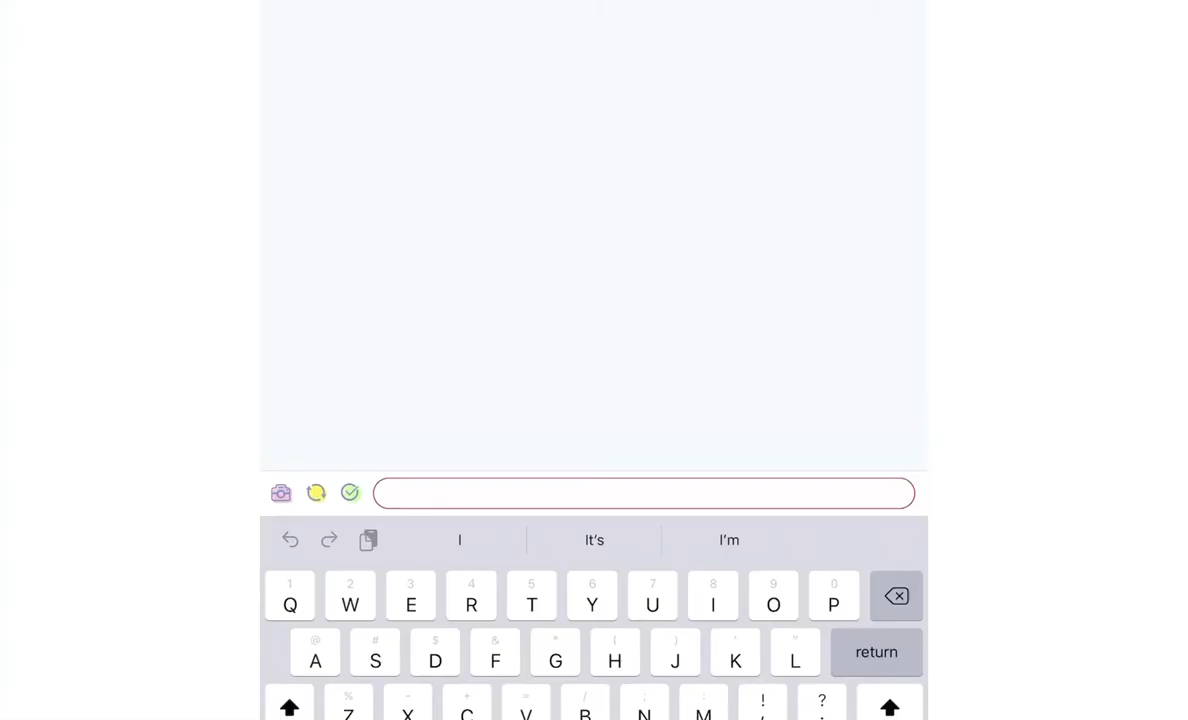 I It's I'm
1 2 3 4 5 6 7 8 9 0
Q W E R T Y U I O P
@ # $ & * ( ) ' "
A S D F G H J K L return
% - + = / ; : ! ?
Z X C V B N M , .